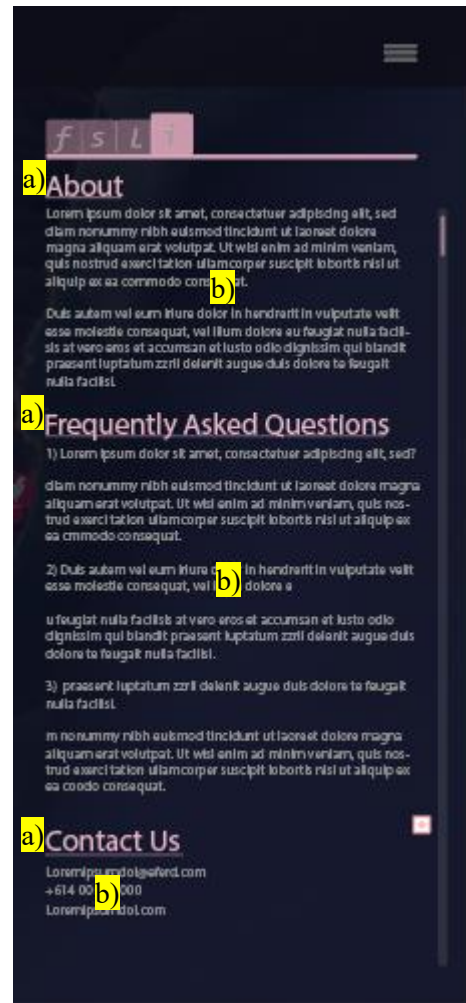 f s l i
a) About
Lorem ipsum dolor sit amet, consectetuer adipiscing elit, sed
diam nonummy nibh euismod tincidunt ut laoreet dolore
magna aliquam erat volutpat. Ut wisi enim ad minim veniam,
quis nostrud exerci tation ullamcorper suscipit lobortis nisl ut
aliquip ex ea commodo b)
Duis autem vel eum iriure dolor in hendrerit in vulputate velit
esse molestie consequat, vel illum dolore eu feugiat nulla facili-
sis at vero eros et accumsan et iusto odio dignissim qui blandit
praesent luptatum zzril delenit augue duis dolore te feugait
nulla facilisi.
a) Frequently Asked Questions
1) Lorem ipsum dolor sit amet, consectetuer adipiscing elit, sed?
diam nonummy nibh euismod tincidunt ut laoreet dolore magna
aliquam erat volutpat. Ut wisi enim ad minim veniam, quis nos-
trud exerci tation ullamcorper suscipit lobortis nisl ut aliquip ex
ea cmmodo consequat.
2) Duis autem vel eum iriure b) in hendrerit in vulputate velit
esse molestie consequat, vel dolore e
u feugiat nulla facilisis at vero eros et accumsan et iusto odio
dignissim qui blandit praesent luptatum zzril delenit augue duis
dolore te feugait nulla facilisi.
3) praesent luptatum zzril delenit augue duis dolore te feugait
nulla facilisi.
m nonummy nibh euismod tincidunt ut laoreet dolore magna
aliquam erat volutpat. Ut wisi enim ad minim veniam, quis nos-
trud exerci tation ullamcorper suscipit lobortis nisl ut aliquip ex
ea coodo consequat.
a) Contact Us
Loremipsumdol@eferd.com
+614 00 b) 000
Loremipsumdol.com